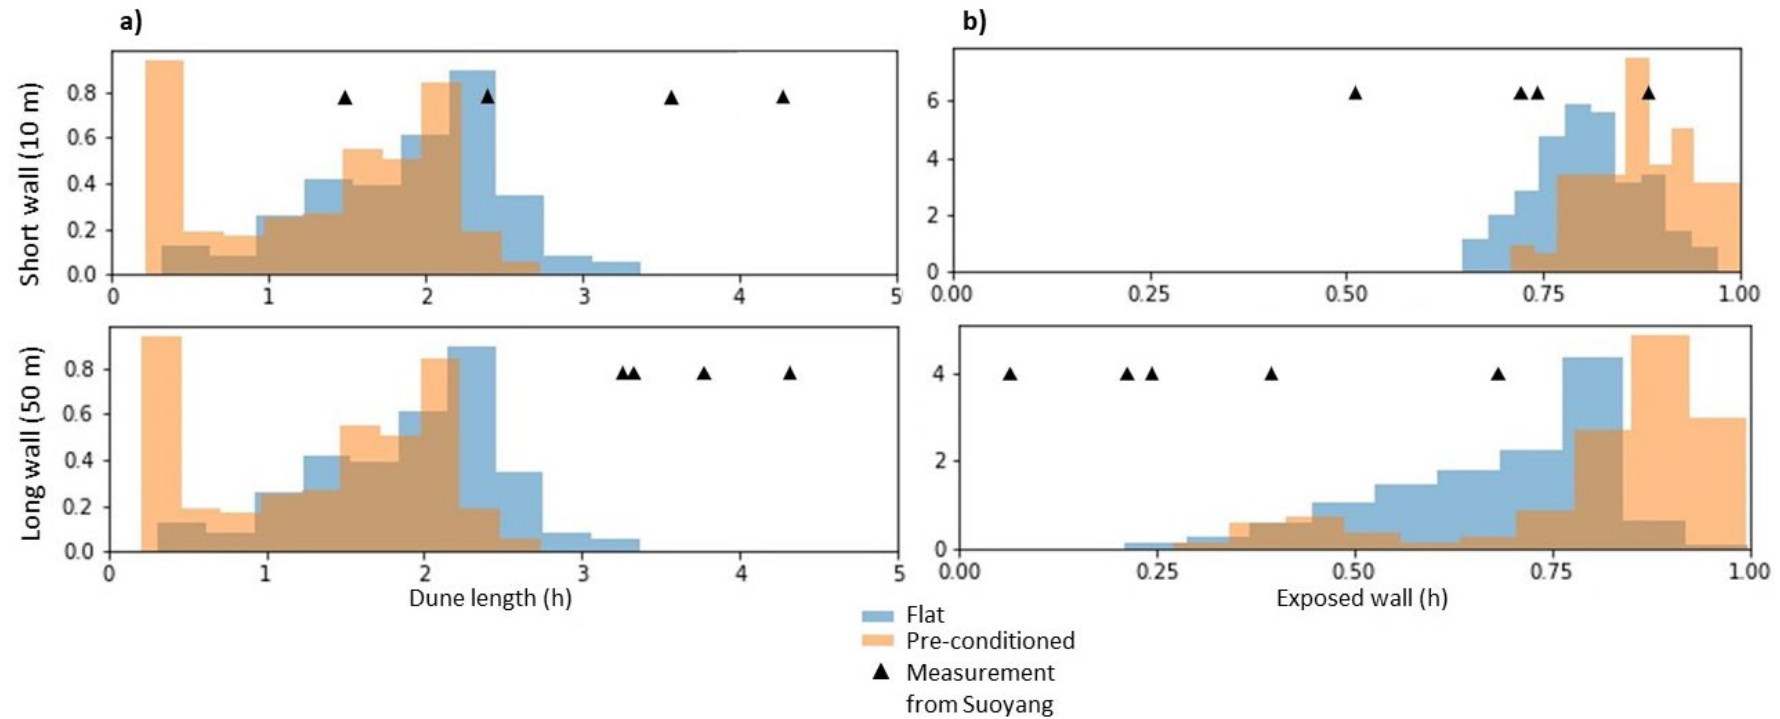 a)
b)
Short wall (10 m)
0.8
0.6
0.4
0.2
0.0
0 1 2 3 4 5
6
4
2
0
0.00 0.25 0.50 0.75 1.00
Long wall (50 m)
0.8
0.6
0.4
0.2
0.0
0 1 2 3 4 5
Dune length (h)
4
2
0
0.00 0.25 0.50 0.75 1.00
Exposed wall (h)
Flat
Pre-conditioned
Measurement
from Suoyang